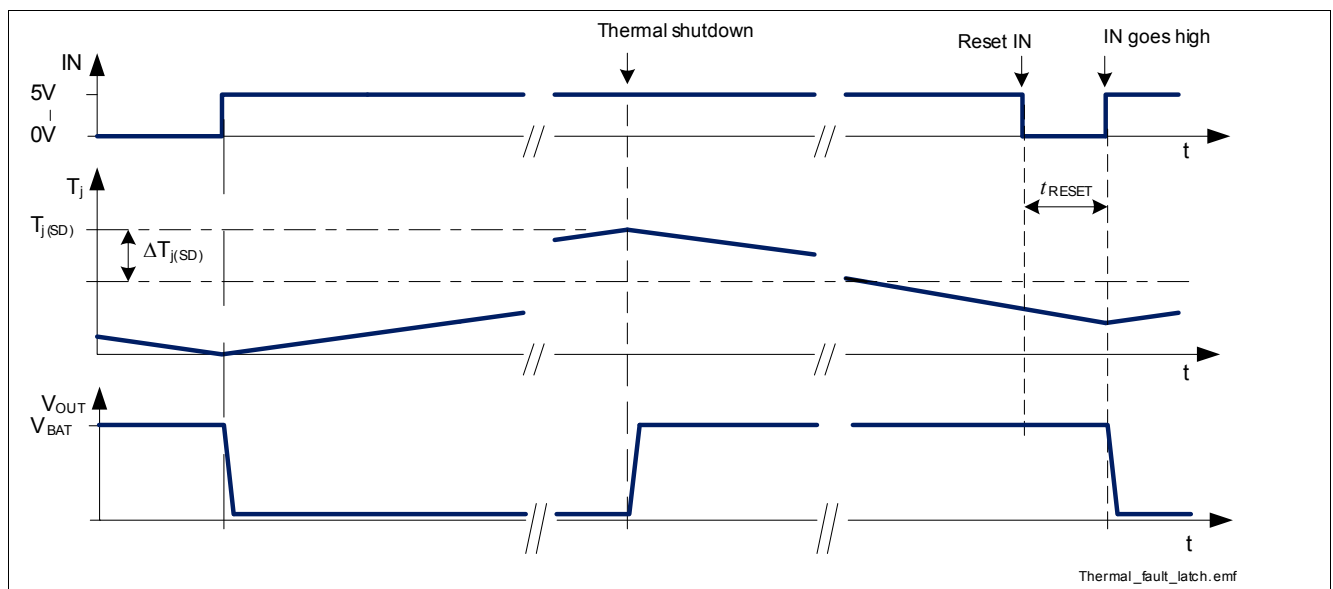 Thermal shutdown
Reset IN
IN goes high
IN
5V
0V
t
Tj
tRESET
Tj(SD)
ΔTj(SD)
t
VOUT
VBAT
t
Thermal_fault_latch.emf